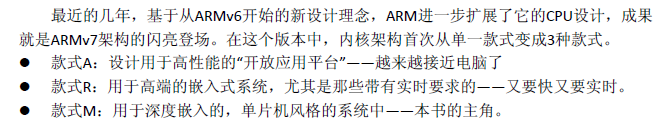 最近的几年，基于从ARMv6开始的新设计理念，ARM进一步扩展了它的CPU设计，成果
就是ARMv7架构的闪亮登场。在这个版本中，内核架构首次从单一款式变成3种款式。
● 款式A：设计用于高性能的“开放应用平台”——越来越接近电脑了
● 款式R：用于高端的嵌入式系统，尤其是那些带有实时要求的——又要快又要实时。
● 款式M：用于深度嵌入的，单片机风格的系统中——本书的主角。